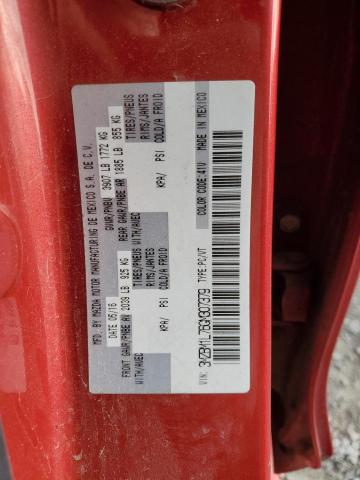 MFD. BY MAZDA MOTOR MANUFACTURING DE MEXICO S.A. DE C.V.
DATE 05/16 GVWR/PNBV 3907 LB 1772 KG
FRONT GAWR/PNBE AV 2039 LB 925 KG REAR GAWR/PNBE AR 1885 LB 855 KG
WITH/AVEC TIRES/PNEUS WITH/AVEC TIRES/PNEUS
RIMS/JANTES RIMS/JANTES
KPA/ PSI COLD/A FROID KPA/ PSI COLD/A FROID
COLOR CODE:41V MADE IN MEXICO
VIN: TYPE:PC/VT